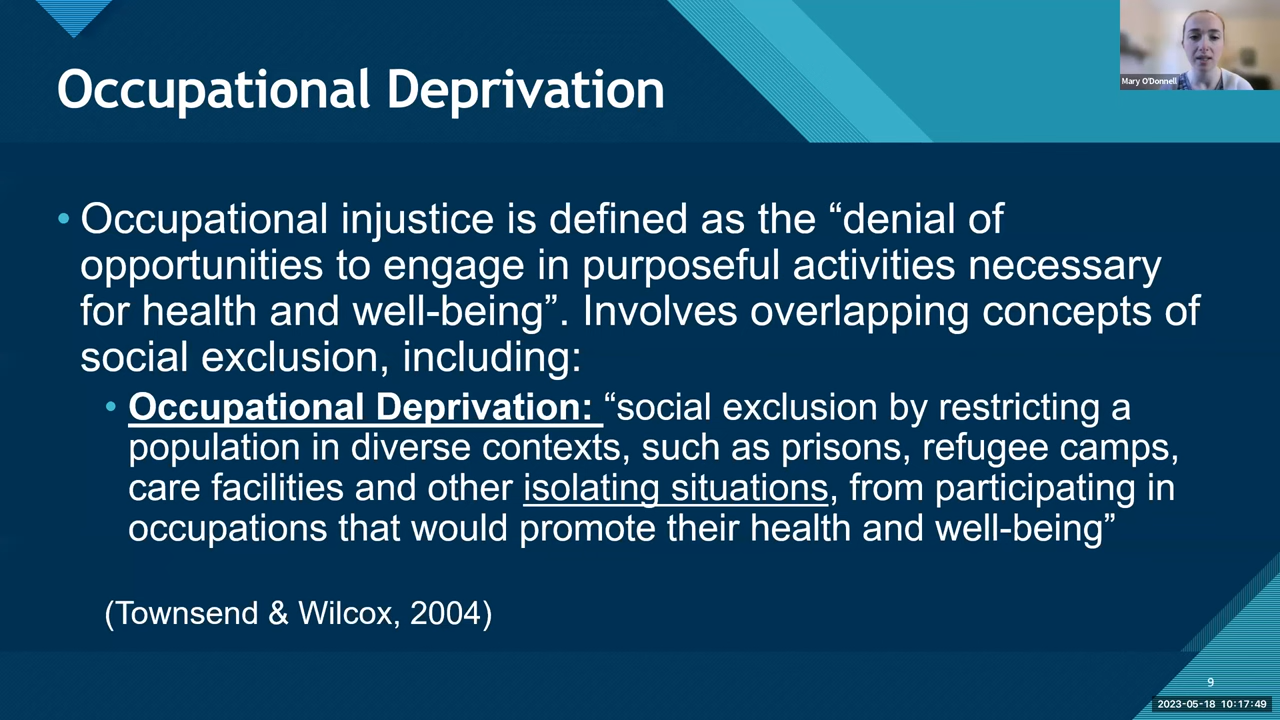 Occupational Deprivation
Mary O'Donnell
• Occupational injustice is defined as the “denial of
opportunities to engage in purposeful activities necessary
for health and well-being”. Involves overlapping concepts of
social exclusion, including:
• Occupational Deprivation: “social exclusion by restricting a
population in diverse contexts, such as prisons, refugee camps,
care facilities and other isolating situations, from participating in
occupations that would promote their health and well-being”
(Townsend & Wilcox, 2004)
9
2023-05-18 10:17:49